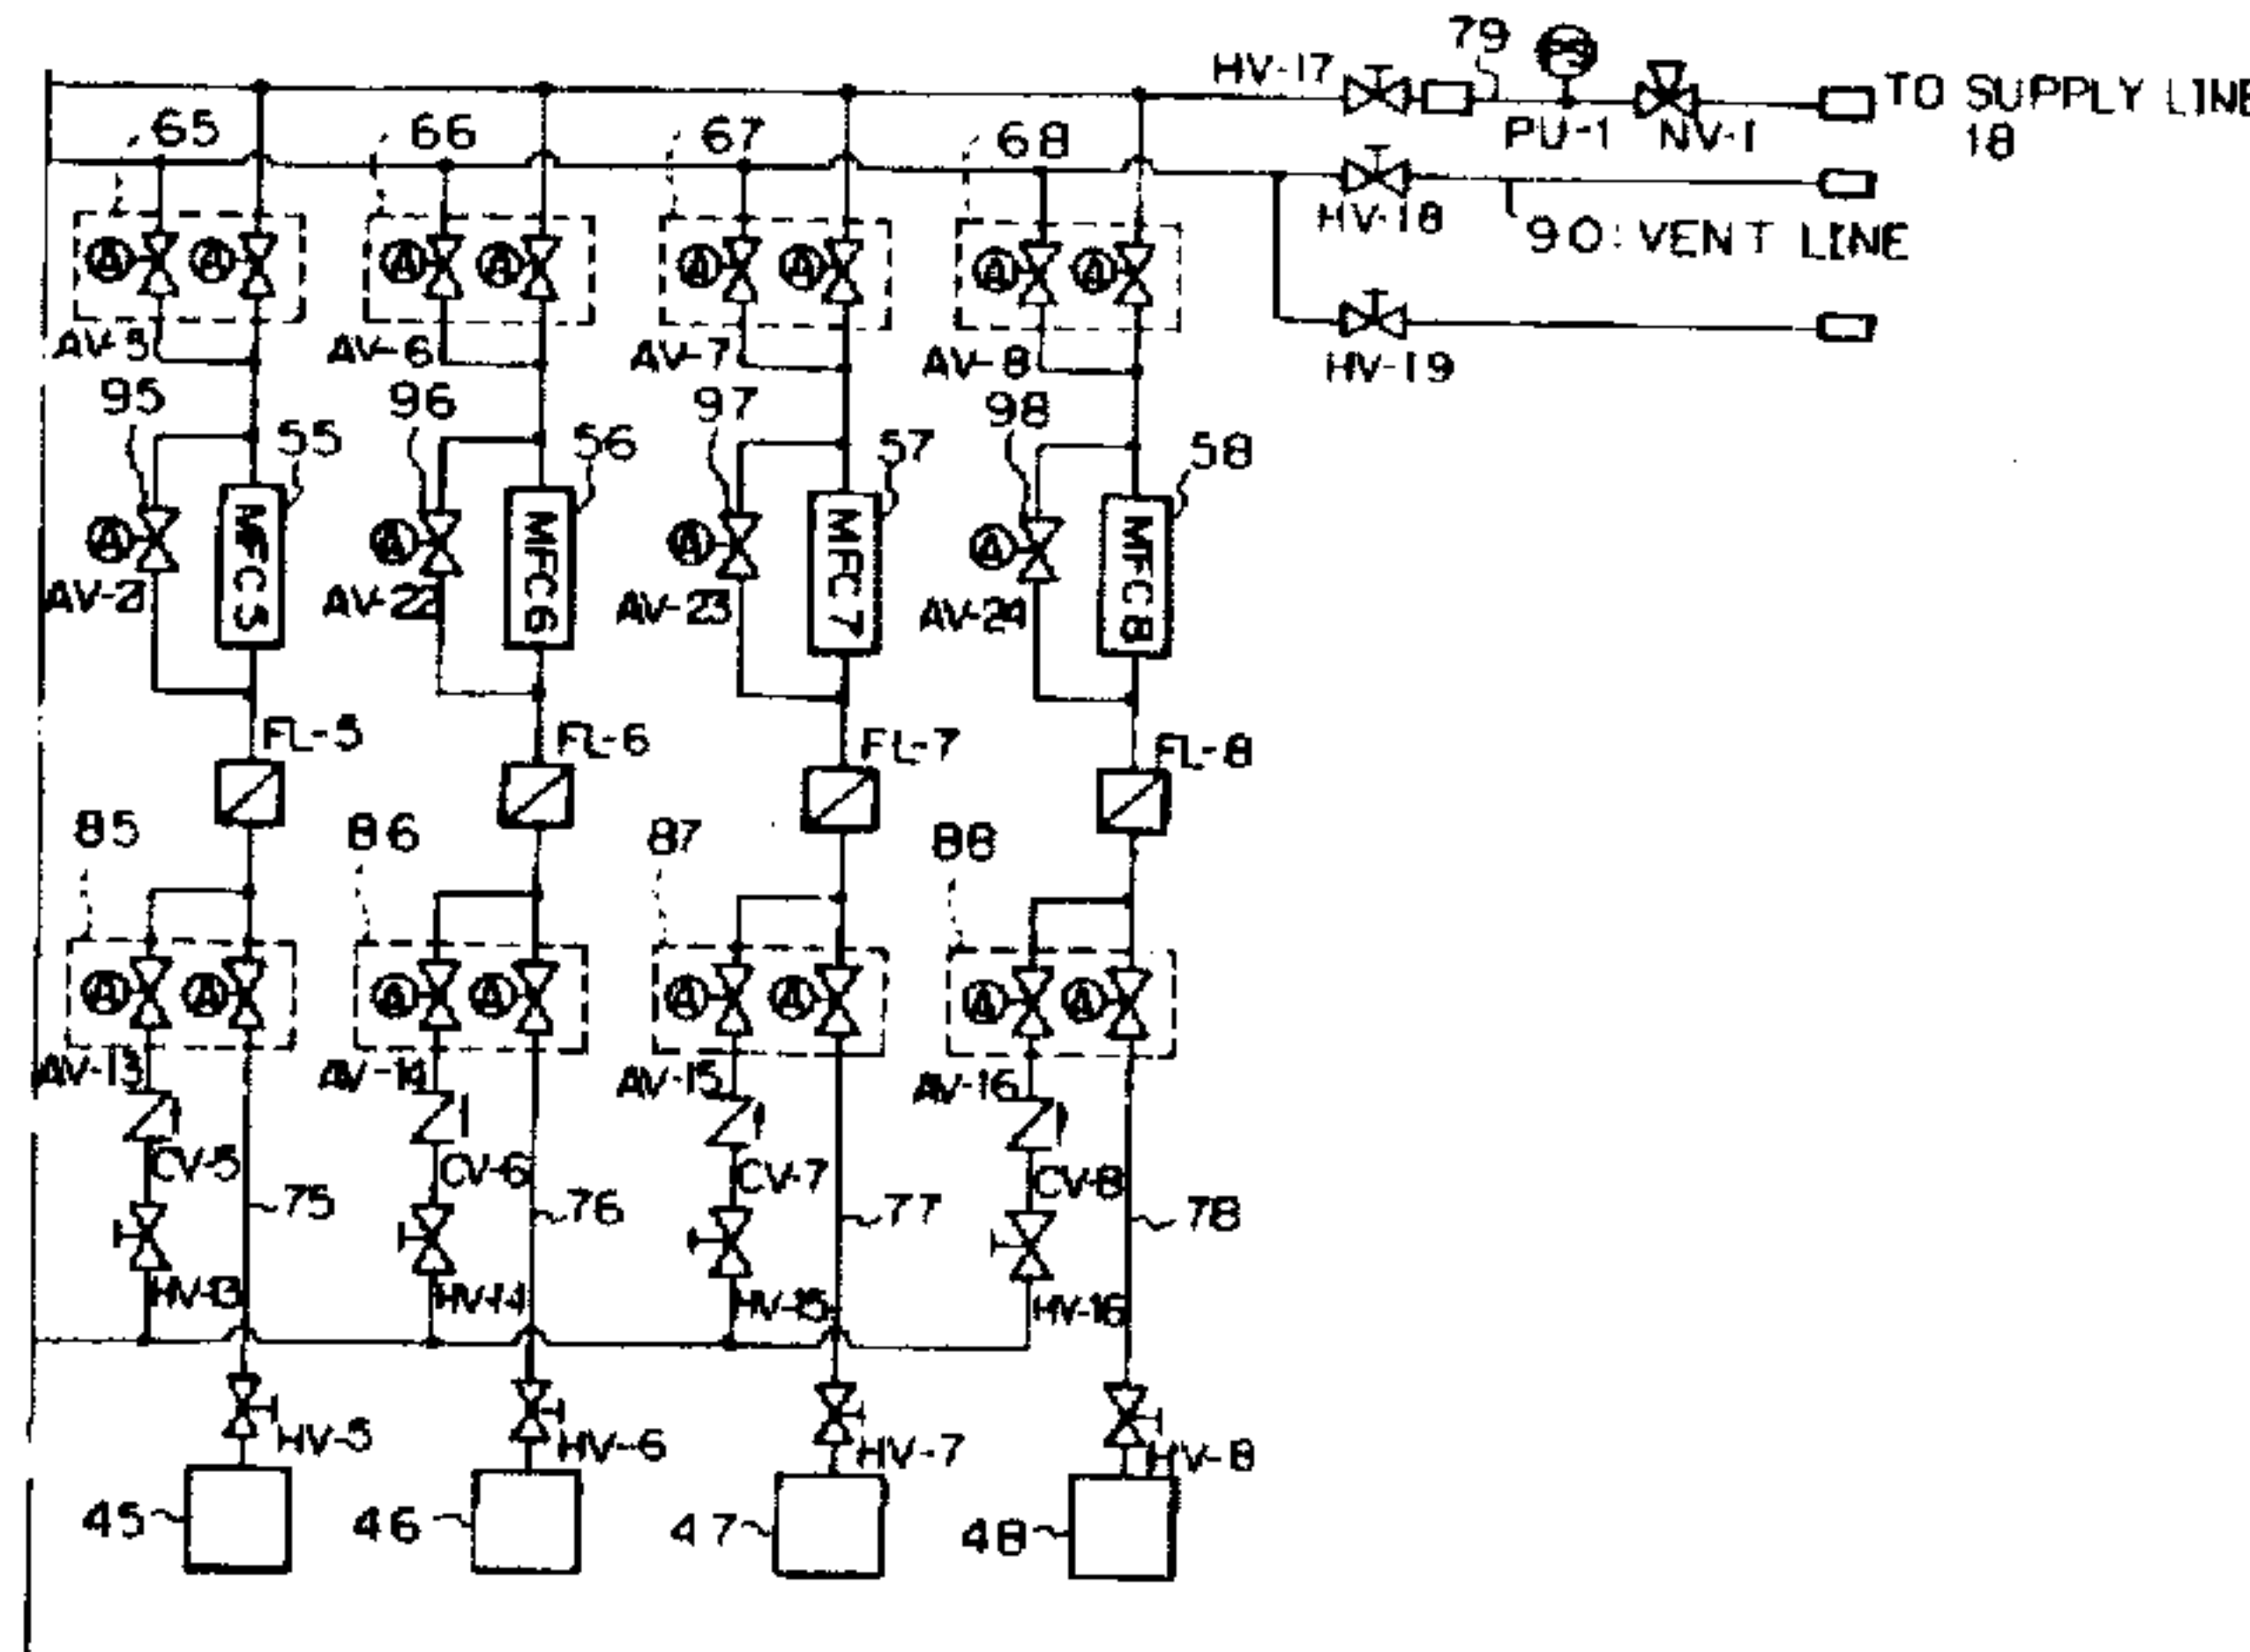 79
HV-17
TO SUPPLY LINE
18
PU-1
NV-1
65
66
67
68
HV-18
90: VENT LINE
A A A A A A A A
AV-5
AV-6
AV-7
AV-8
HV-19
95
96
97
98
55
56
57
58
A A A A
MFC5
MFC6
MFC7
MFC8
AV-21
AV-22
AV-23
AV-24
FL-5
FL-6
FL-7
FL-8
85
86
87
88
A A A A A A A A
AV-13
AV-14
AV-15
AV-16
CV-5
CV-6
CV-7
CV-8
75
76
77
78
HV-13
HV-14
HV-15
HV-16
HV-5
HV-6
HV-7
HV-8
45
46
47
48